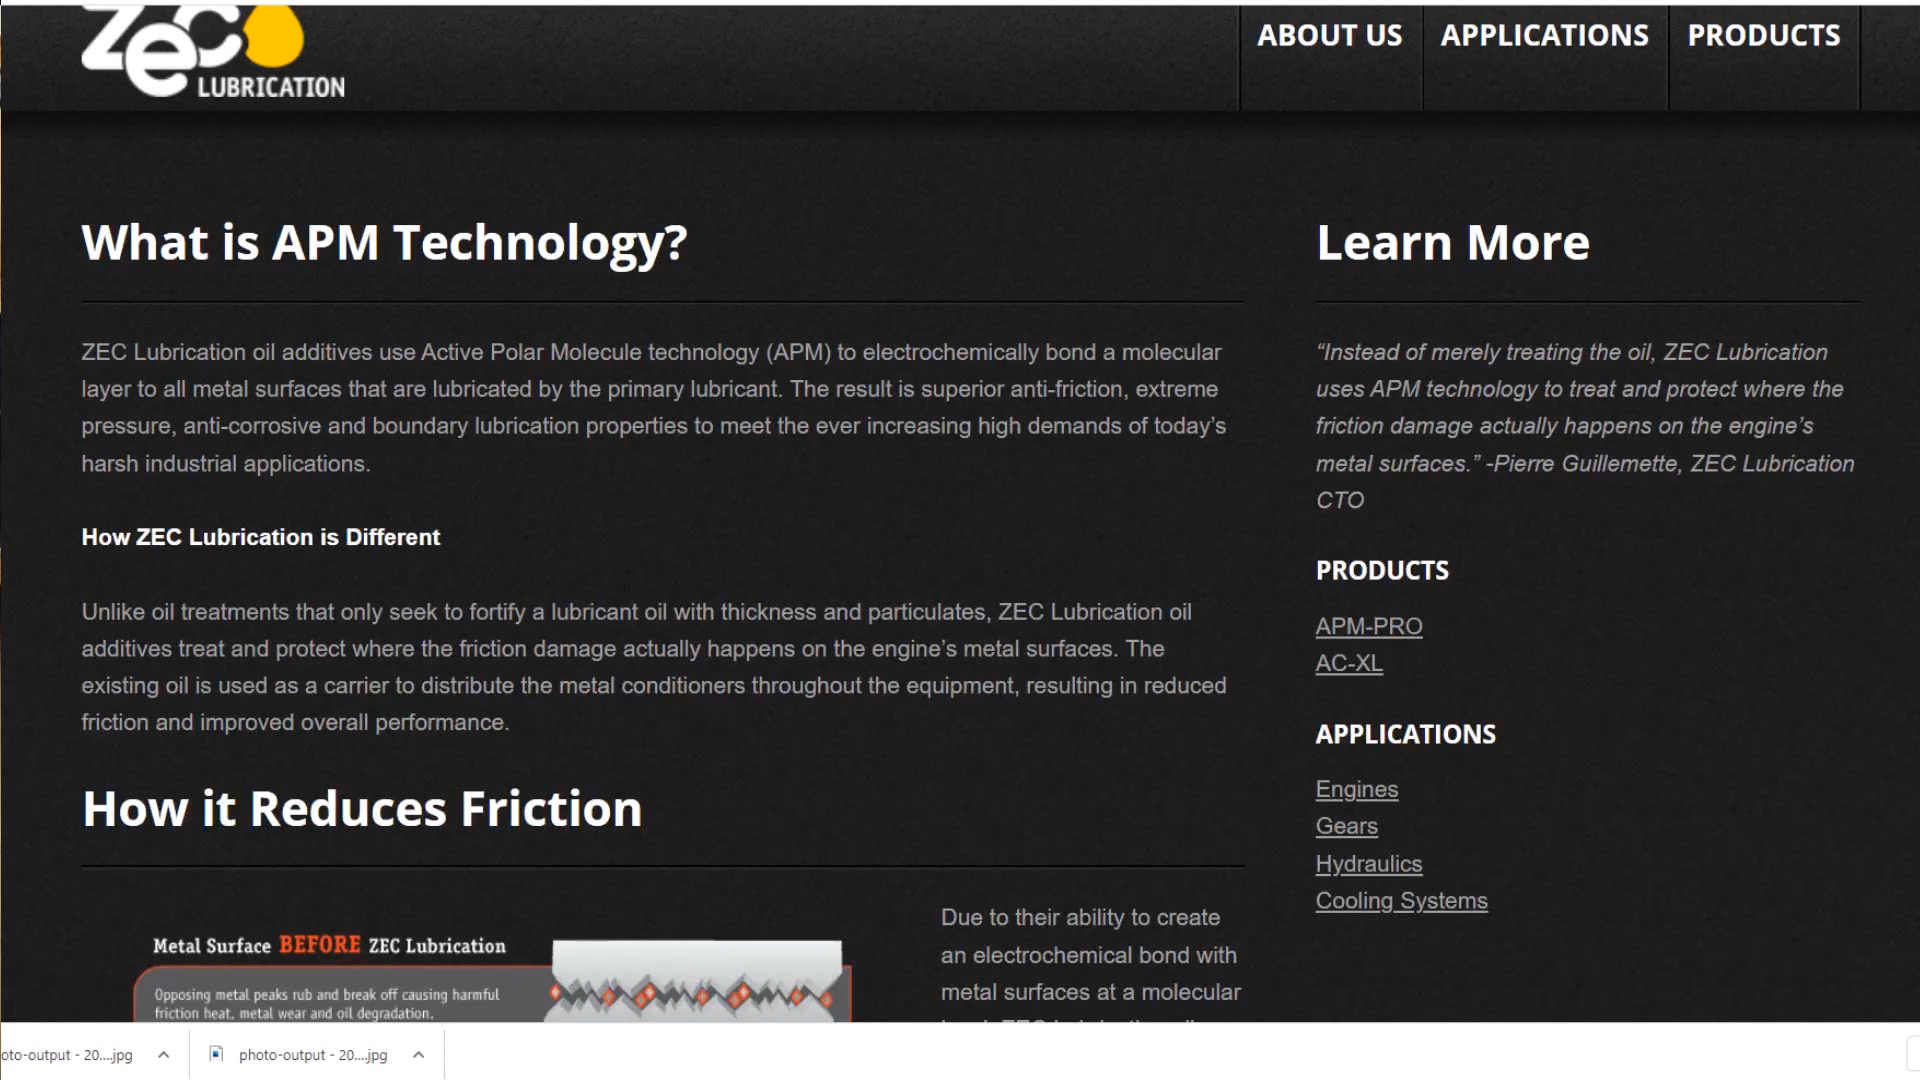 ZEC
LUBRICATION
ABOUT US
APPLICATIONS
PRODUCTS
What is APM Technology?
ZEC Lubrication oil additives use Active Polar Molecule technology (APM) to electrochemically bond a molecular
layer to all metal surfaces that are lubricated by the primary lubricant. The result is superior anti-friction, extreme
pressure, anti-corrosive and boundary lubrication properties to meet the ever increasing high demands of today’s
harsh industrial applications.
How ZEC Lubrication is Different
Unlike oil treatments that only seek to fortify a lubricant oil with thickness and particulates, ZEC Lubrication oil
additives treat and protect where the friction damage actually happens on the engine’s metal surfaces. The
existing oil is used as a carrier to distribute the metal conditioners throughout the equipment, resulting in reduced
friction and improved overall performance.
How it Reduces Friction
Metal Surface BEFORE ZEC Lubrication
Opposing metal peaks rub and break off causing harmful
friction heat, metal wear and oil degradation.
Due to their ability to create
an electrochemical bond with
metal surfaces at a molecular
Learn More
“Instead of merely treating the oil, ZEC Lubrication
uses APM technology to treat and protect where the
friction damage actually happens on the engine’s
metal surfaces.” -Pierre Guillemette, ZEC Lubrication
CTO
PRODUCTS
APM-PRO
AC-XL
APPLICATIONS
Engines
Gears
Hydraulics
Cooling Systems
oto-output - 20....jpg
photo-output - 20....jpg